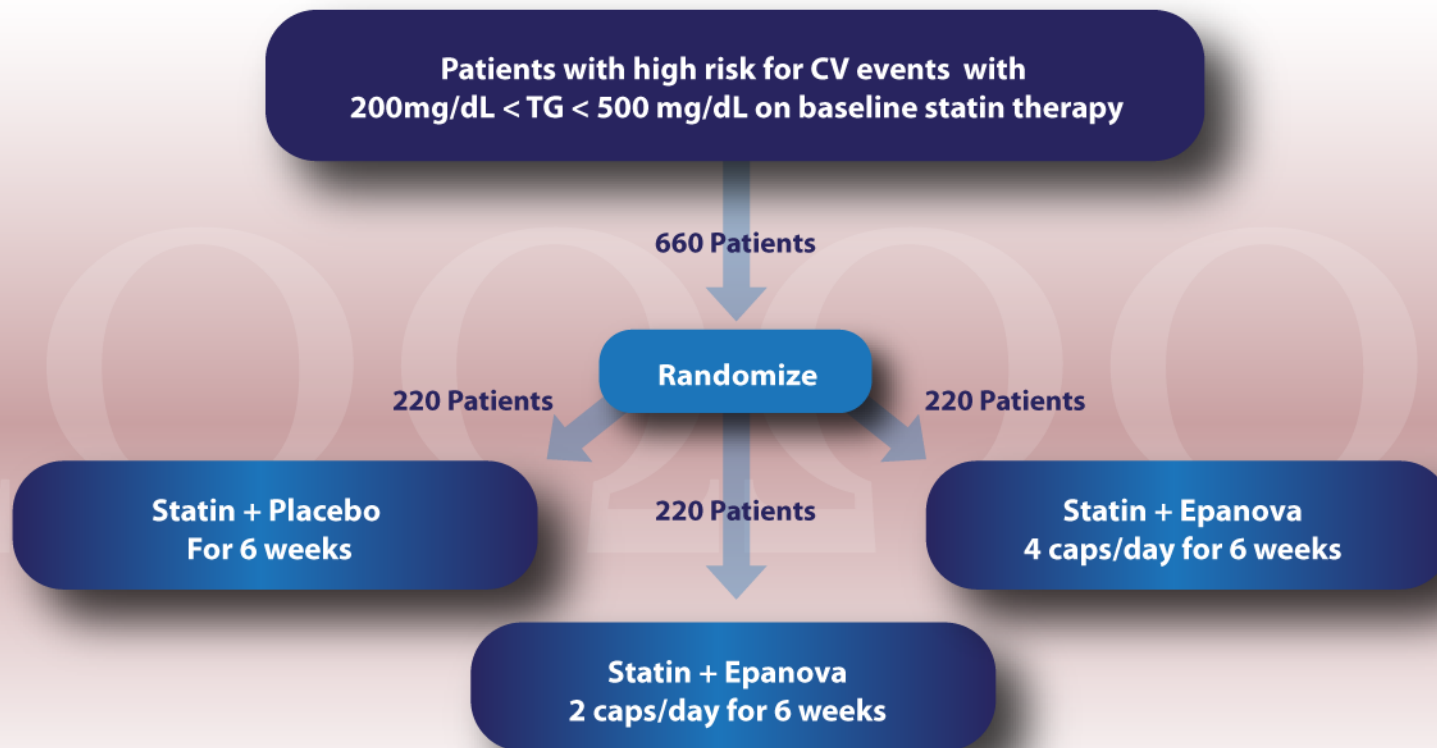 Patients with high risk for CV events with
200mg/dL < TG < 500 mg/dL on baseline statin therapy
660 Patients
Randomize
220 Patients
220 Patients
Statin + Placebo
For 6 weeks
220 Patients
Statin + Epanova
4 caps/day for 6 weeks
Statin + Epanova
2 caps/day for 6 weeks